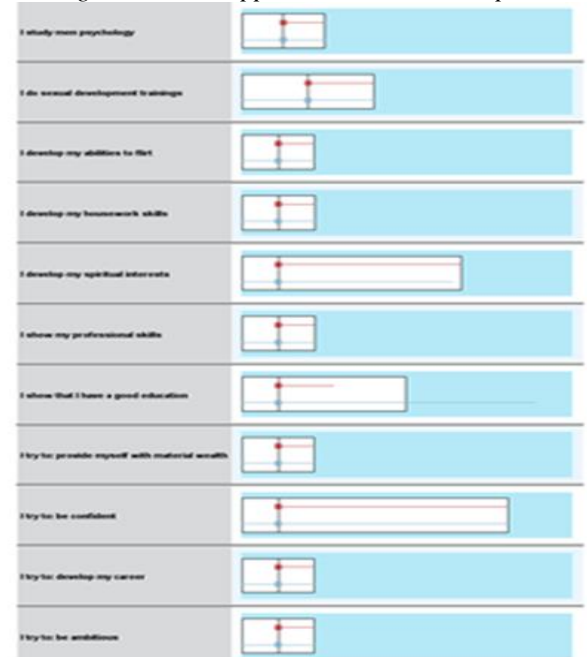 I study men psychology
I do sexual development trainings
I develop my abilities to flirt
I develop my housework skills
I develop my spiritual interests
I show my professional skills
I show that I have a good education
I try to: provide myself with material wealth
I try to: be confident
I try to: develop my career
I try to: be ambitious